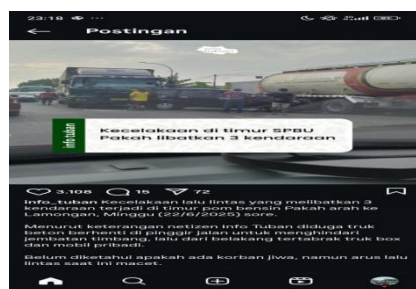 23:18
Postingan
info tuban
Kecelakaan di timur SPBU
Pakah libatkan 3 kendaraan
3.108 15 72
info_tuban Kecelakaan lalu lintas yang melibatkan 3
kendaraan terjadi di timur pom bensin Pakah arah ke
Lamongan, Minggu (22/6/2025) sore.
Menurut keterangan netizen info Tuban diduga truk
beton berhenti di pinggir jalan untuk menghindari
jembatan timbang, lalu dari belakang tertabrak truk box
dan mobil pribadi.
Belum diketahui apakah ada korban jiwa, namun arus lalu
lintas saat ini macet.